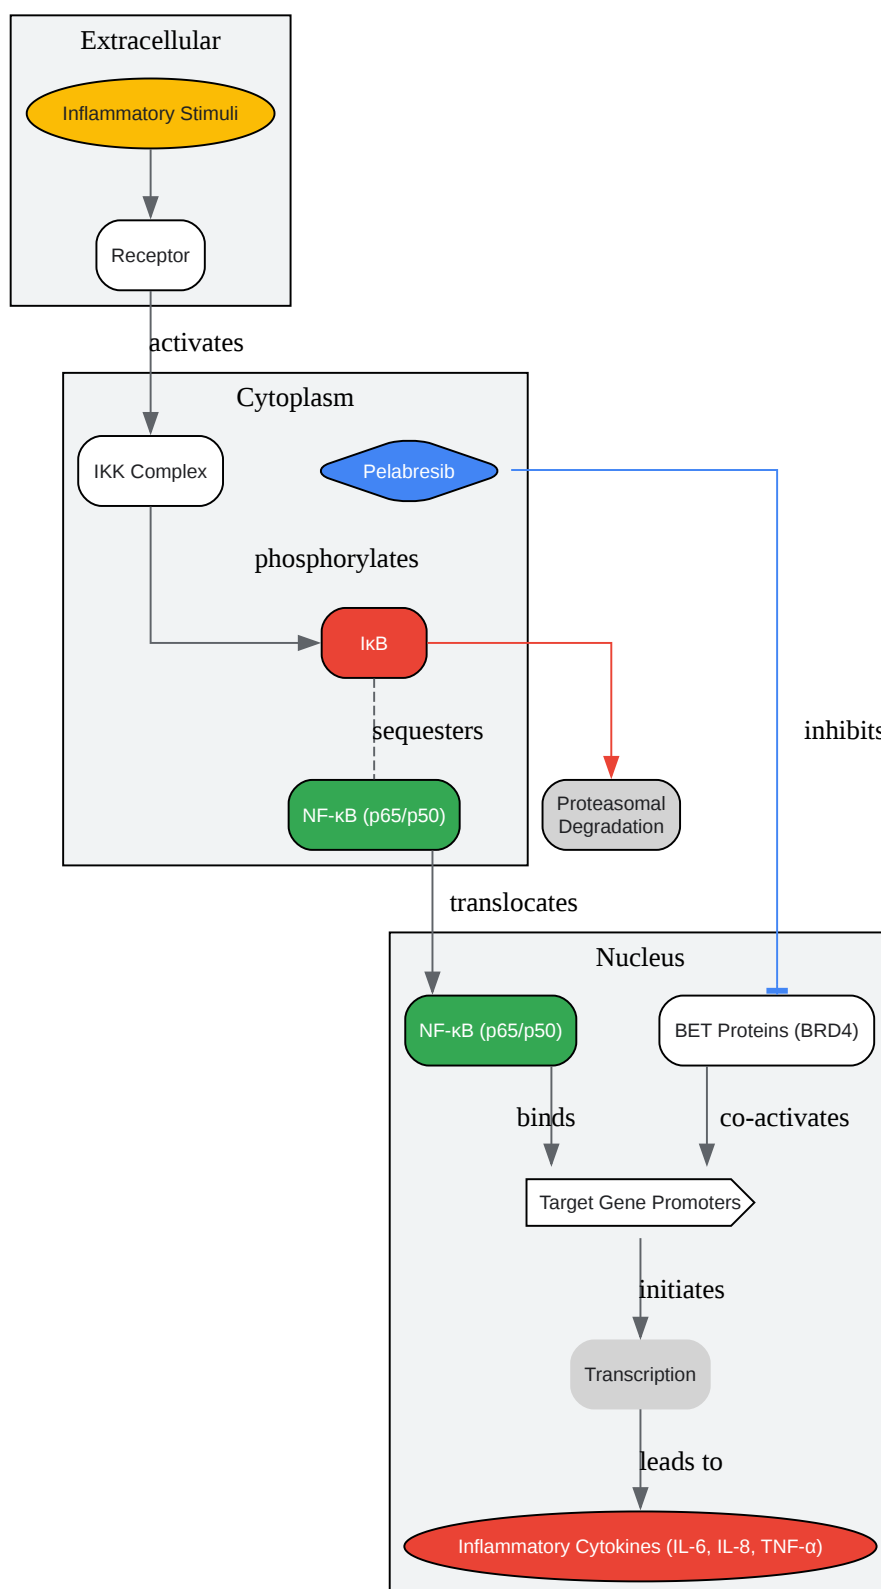 Extracellular
Inflammatory Stimuli
Receptor
activates
Cytoplasm
IKK Complex
Pelabresib
phosphorylates
IκB
sequesters
inhibits
NF-κB (p65/p50)
Proteasomal
Degradation
translocates
Nucleus
NF-κB (p65/p50)
BET Proteins (BRD4)
binds
co-activates
Target Gene Promoters
initiates
Transcription
leads to
Inflammatory Cytokines (IL-6, IL-8, TNF-α)